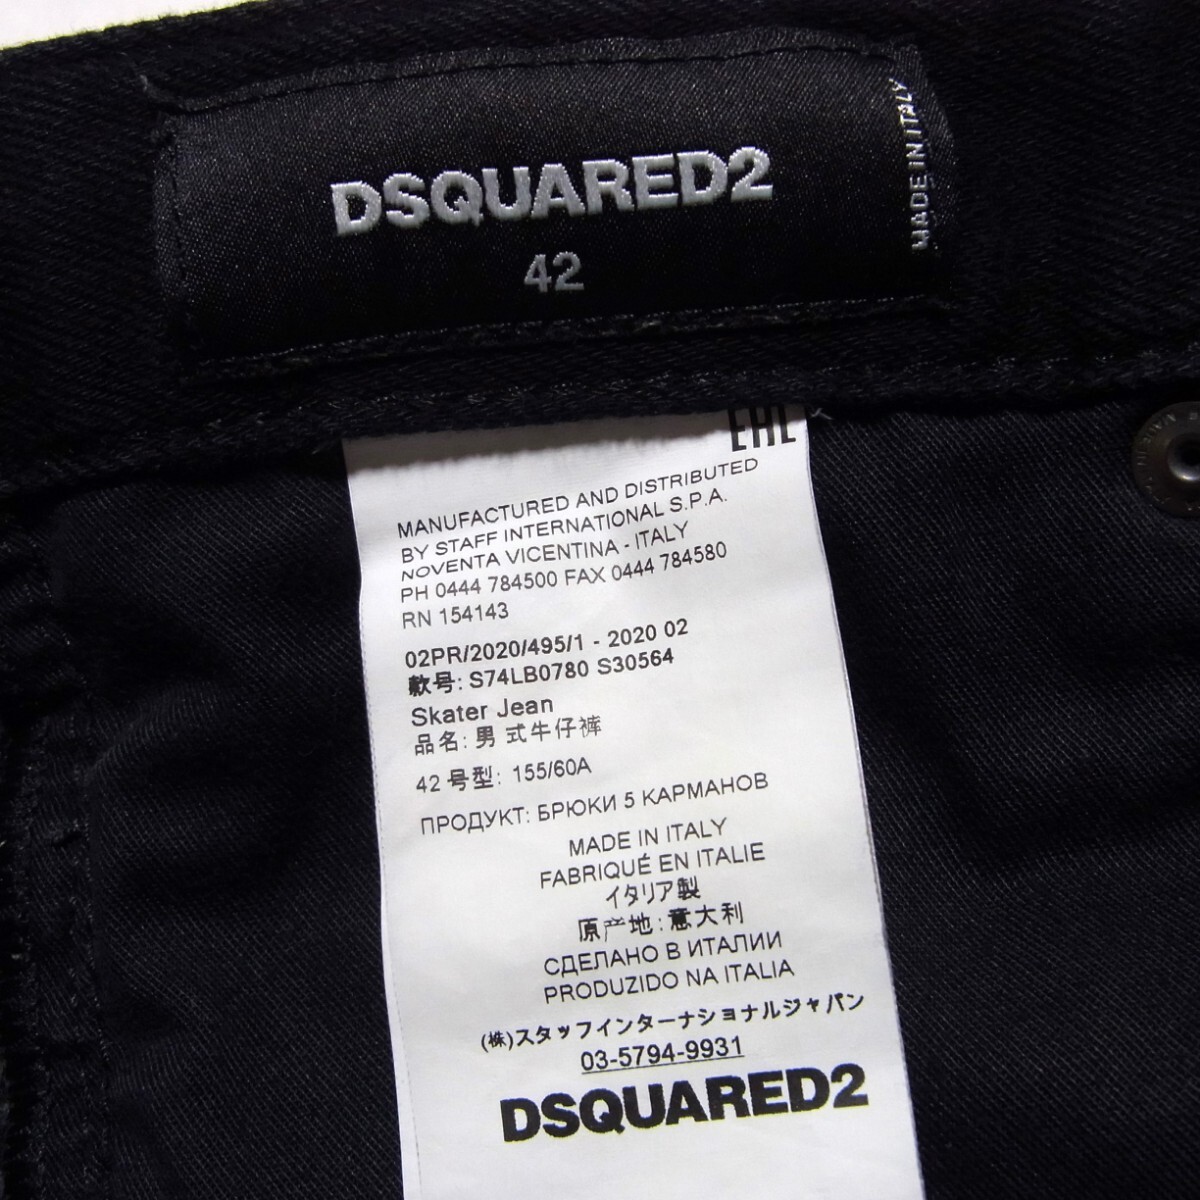 DSQUARED2
42
MADE IN ITALY
EAC
MANUFACTURED AND DISTRIBUTED
BY STAFF INTERNATIONAL S.P.A.
NOVENTA VICENTINA - ITALY
PH 0444 784500 FAX 0444 784580
RN 154143
02PR/2020/495/1 - 2020 02
款号: S74LB0780 S30564
Skater Jean
品名: 男式牛仔裤
42 号型: 155/60A
ПРОДУКТ: БРЮКИ 5 КАРМАНОВ
MADE IN ITALY
FABRIQUÉ EN ITALIE
イタリア製
原产地: 意大利
СДЕЛАНО В ИТАЛИИ
PRODUZIDO NA ITALIA
(株)スタッフインターナショナルジャパン
03-5794-9931
DSQUARED2